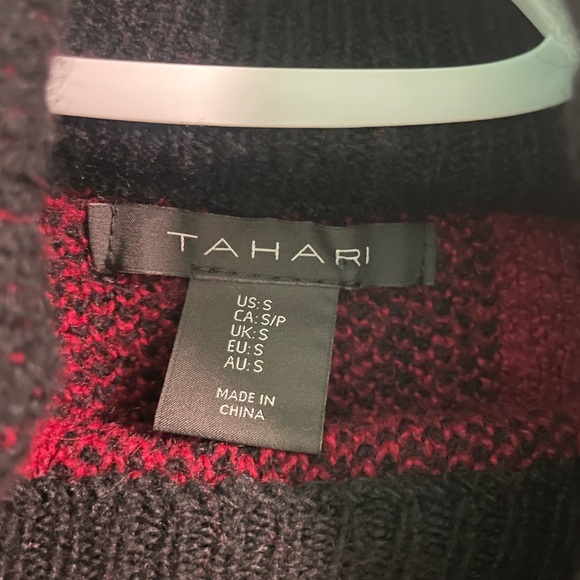 TAHARI
US: S
CA: S/P
UK: S
EU: S
AU: S
MADE IN
CHINA